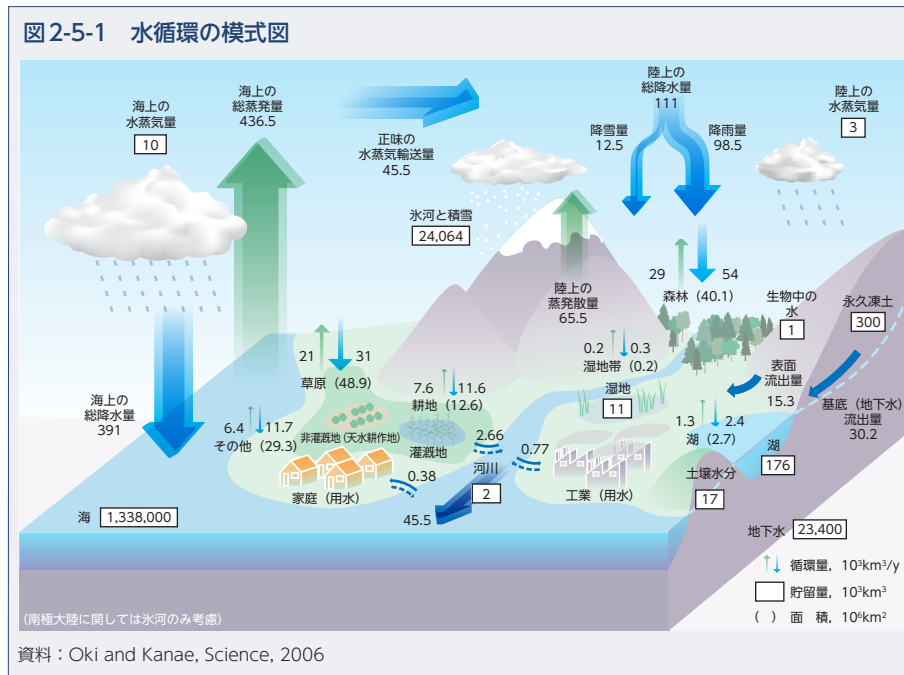 図2-5-1 水循環の模式図
海上の
水蒸気量
10
海上の
総蒸発量
436.5
正味の
水蒸気輸送量
45.5
陸上の
総降水量
111
降雪量
12.5
降雨量
98.5
陸上の
水蒸気量
3
氷河と積雪
24,064
陸上の
蒸発散量
65.5
29
54
森林（40.1）
生物中の
水
1
永久凍土
300
海上の
総降水量
391
21
31
草原（48.9）
7.6
11.6
耕地（12.6）
0.2
0.3
湿地帯（0.2）
湿地
11
表面
流出量
15.3
基底（地下水）
流出量
30.2
6.4
11.7
その他（29.3）
非灌漑地(天水耕作地)
灌漑地
2.66
0.77
1.3
2.4
湖（2.7）
湖
176
家庭（用水）
0.38
河川
2
工業（用水）
土壌水分
17
45.5
海 1,338,000
地下水 23,400
循環量，10³km³/y
貯留量，10³km³
（ ）面 積，10⁶km²
（南極大陸に関しては氷河のみ考慮）
資料：Oki and Kanae, Science, 2006